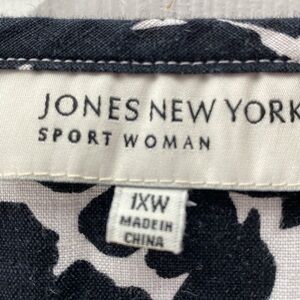 JONES NEW YORK
SPORT WOMAN
1XW
MADE IN
CHINA